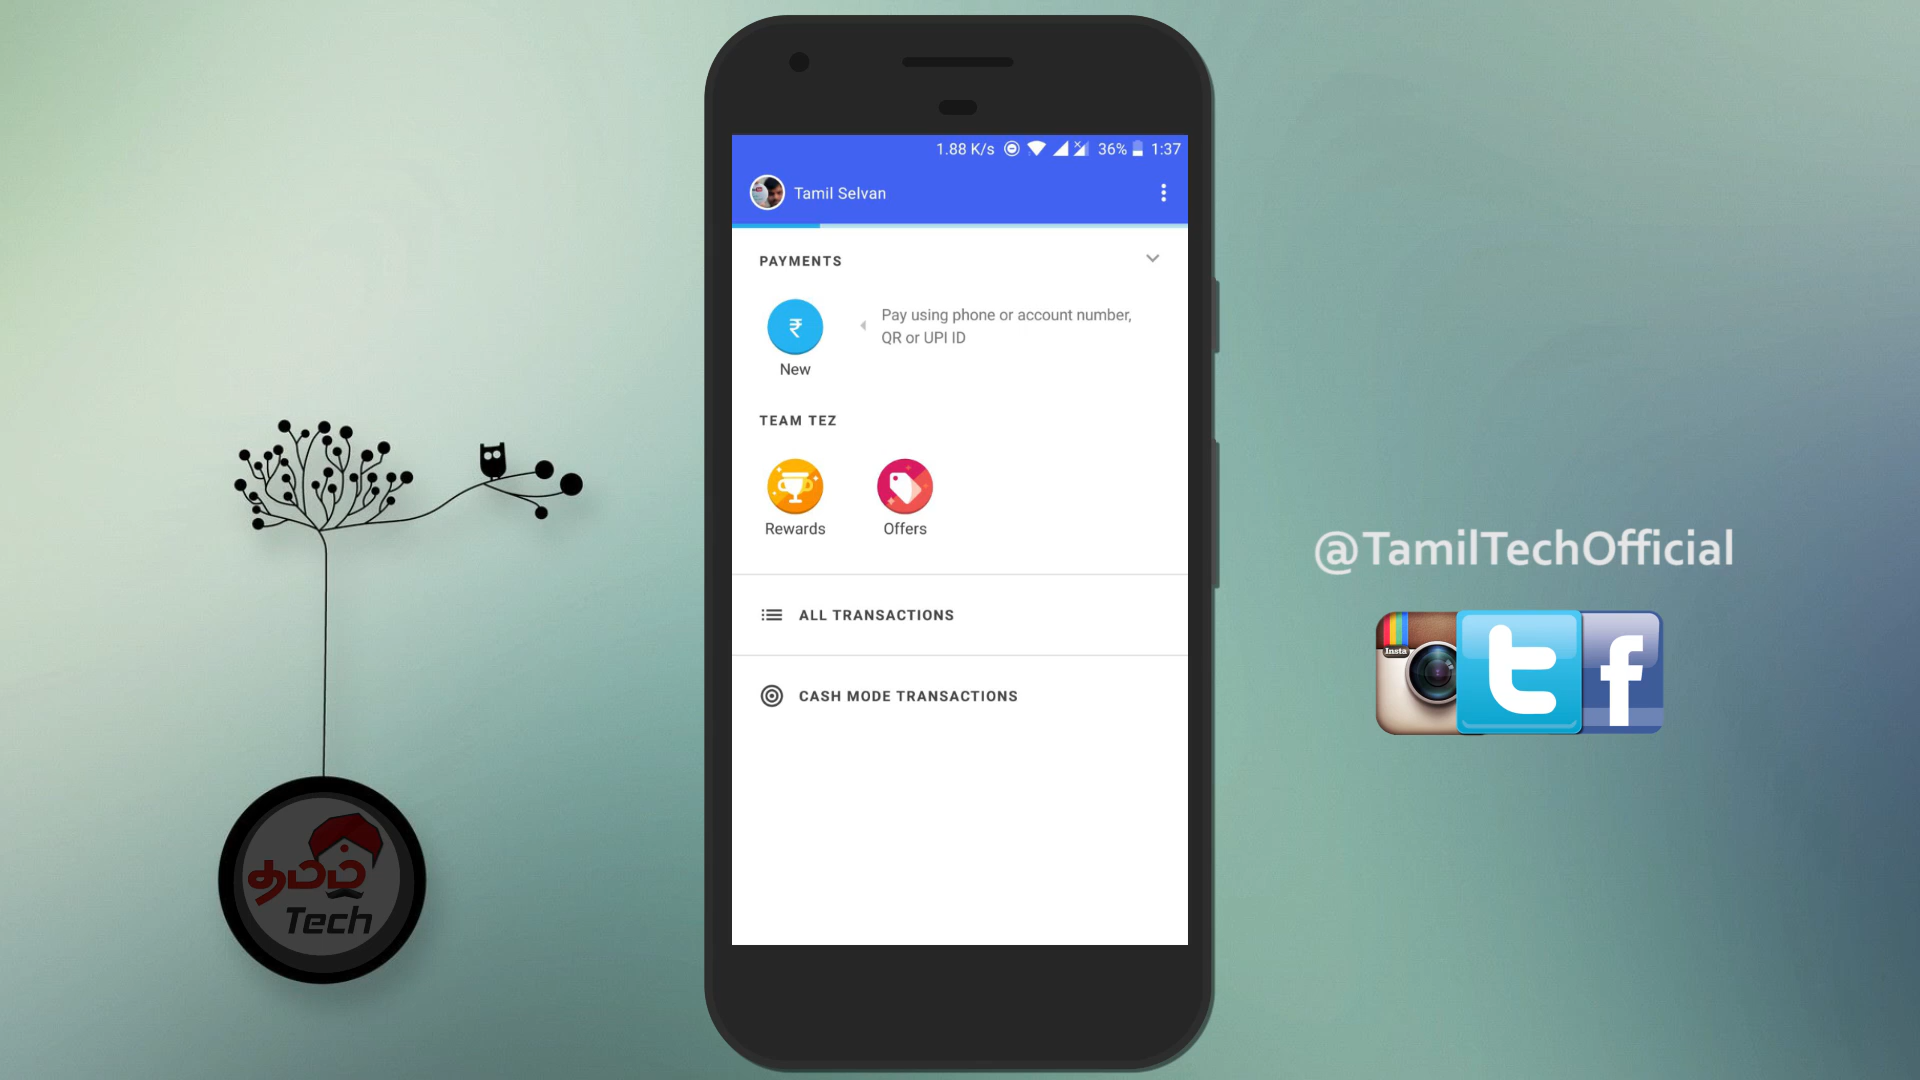 1.88 K/s 36% 1:37
Tamil Selvan
PAYMENTS
₹
Pay using phone or account number,
QR or UPI ID
New
TEAM TEZ
Rewards Offers
ALL TRANSACTIONS
CASH MODE TRANSACTIONS
@TamilTechOfficial
Insta
t f
தமிழ்
Tech